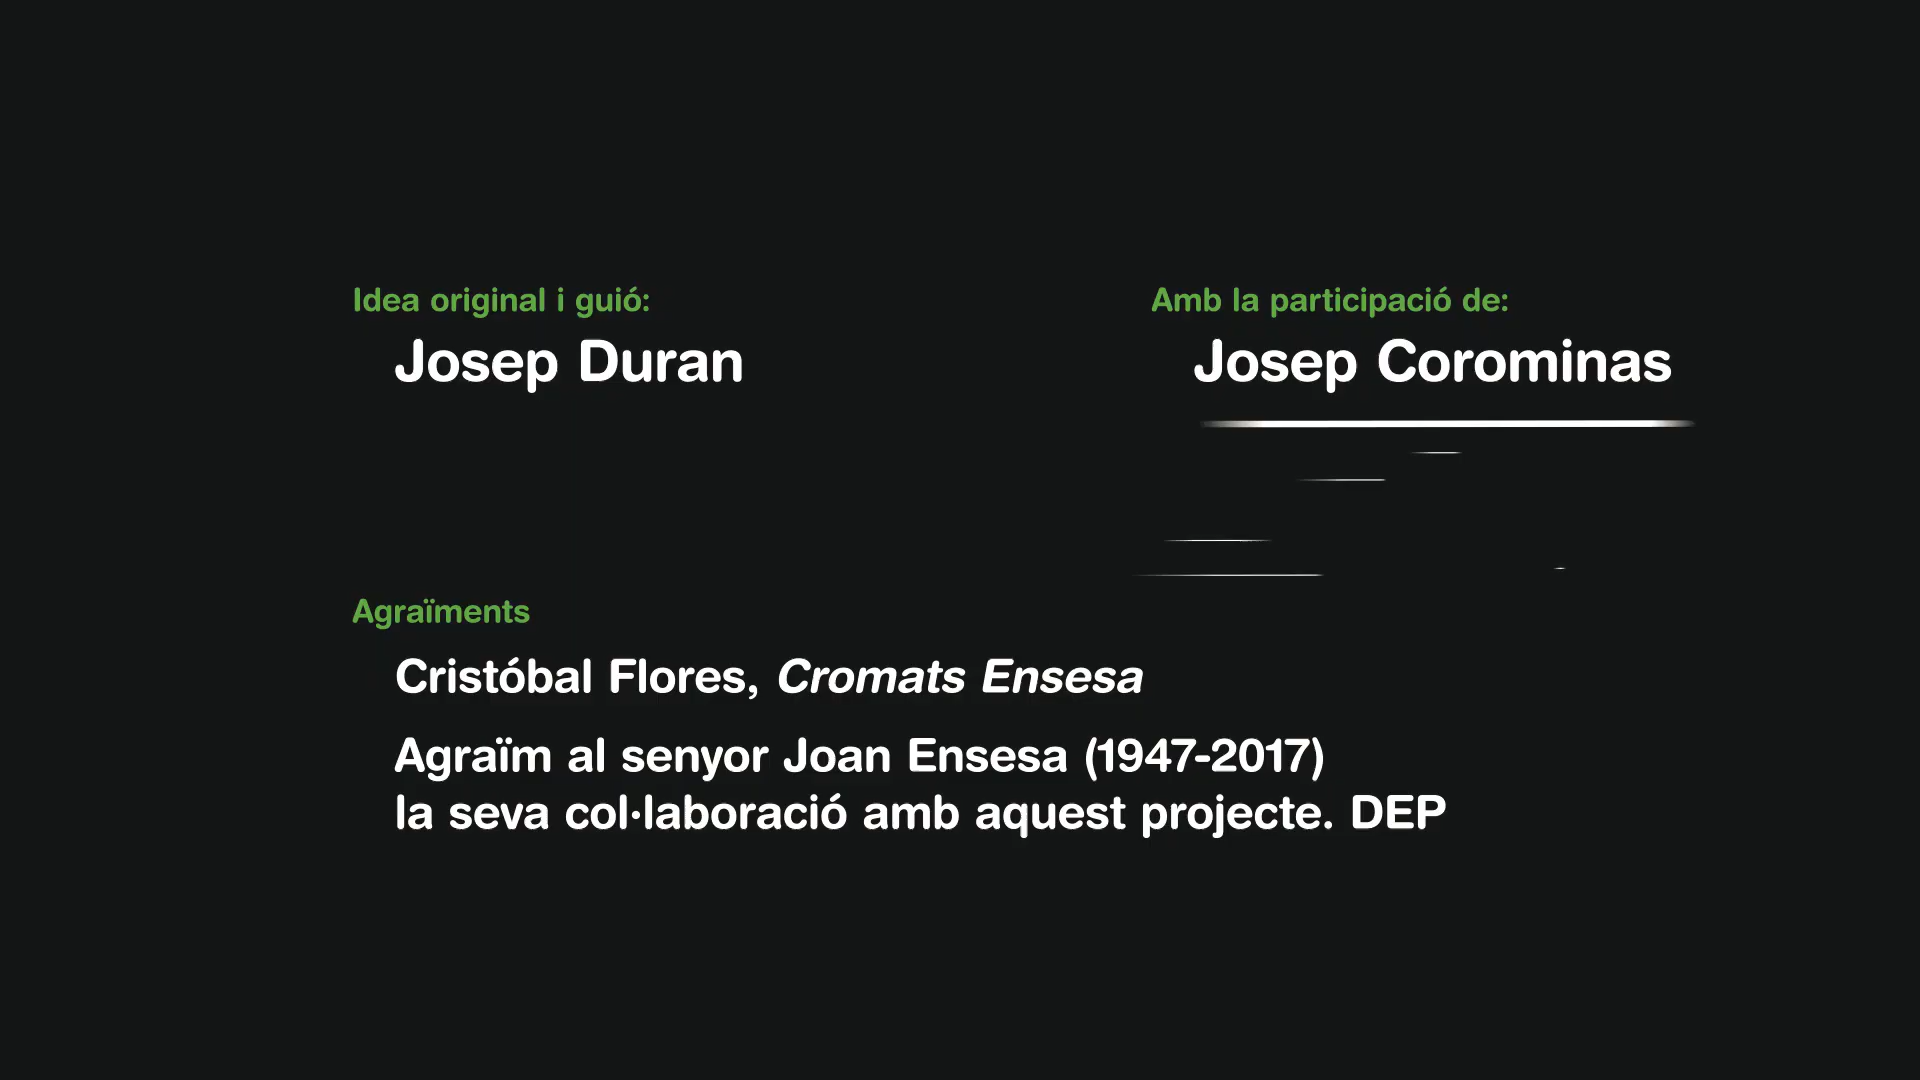 Idea original i guió:
Josep Duran
Amb la participació de:
Josep Corominas
Agraïments
Cristóbal Flores, Cromats Ensesa
Agraïm al senyor Joan Ensesa (1947-2017)
la seva col·laboració amb aquest projecte. DEP